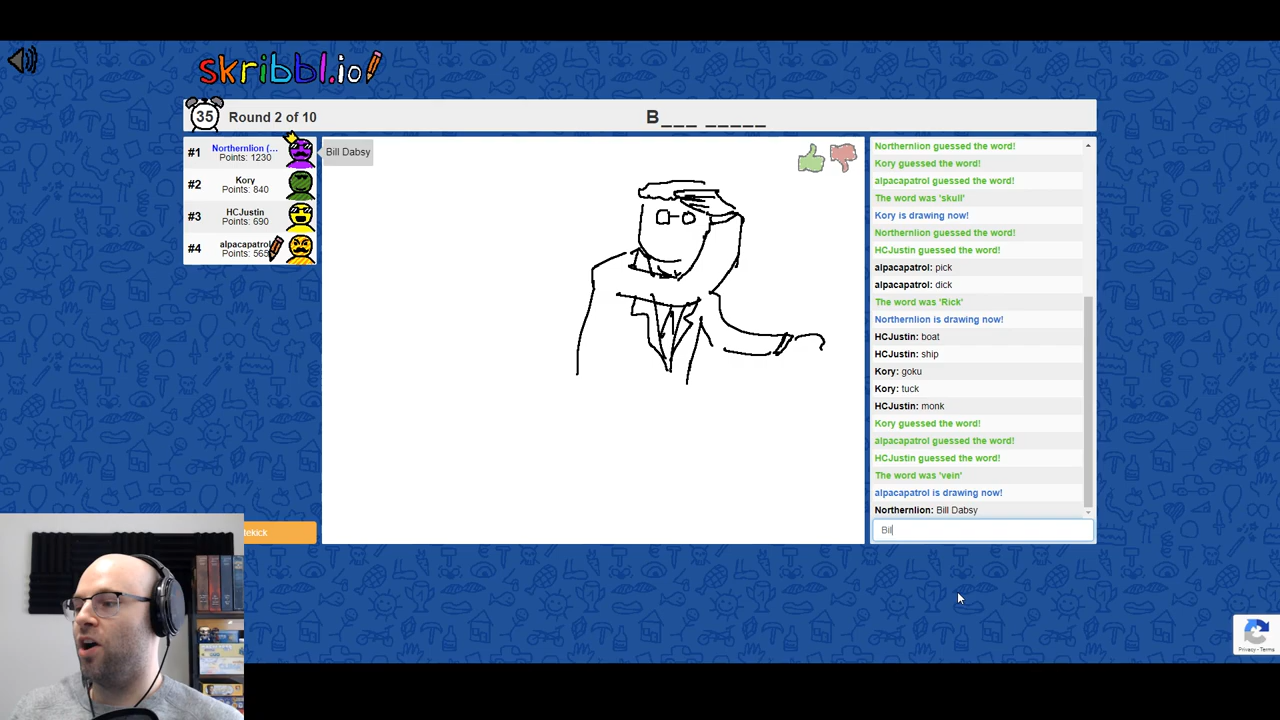 skribbl.io
35
Round 2 of 10
B___ _____
#1
Northernlion (...
Points: 1230
#2
Kory
Points: 840
#3
HCJustin
Points: 690
#4
alpacapatrol
Points: 565
Bill Dabsy
Northernlion guessed the word!
Kory guessed the word!
alpacapatrol guessed the word!
The word was 'skull'
Kory is drawing now!
Northernlion guessed the word!
HCJustin guessed the word!
alpacapatrol: pick
alpacapatrol: dick
The word was 'Rick'
Northernlion is drawing now!
HCJustin: boat
HCJustin: ship
Kory: goku
Kory: tuck
HCJustin: monk
Kory guessed the word!
alpacapatrol guessed the word!
HCJustin guessed the word!
The word was 'vein'
alpacapatrol is drawing now!
Northernlion: Bill Dabsy
Bil
Privacy - Terms